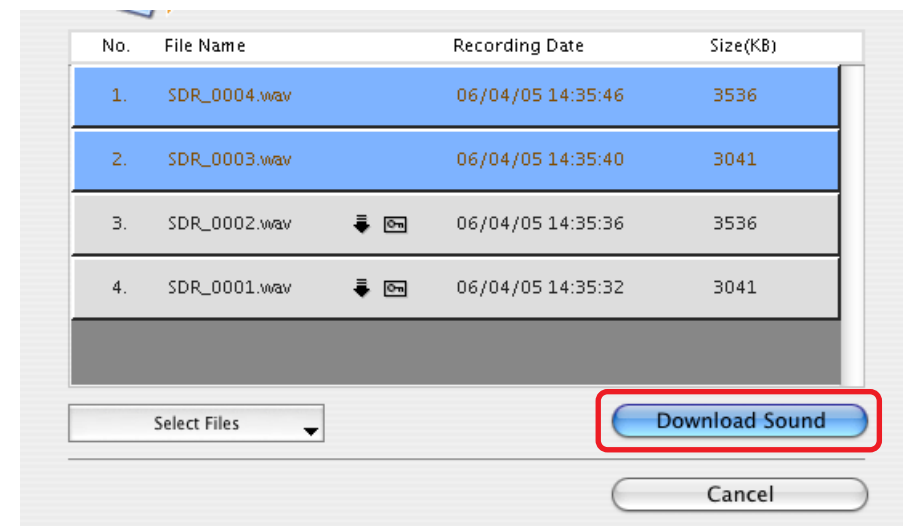 No. File Name Recording Date Size(KB)
1. SDR_0004.wav 06/04/05 14:35:46 3536
2. SDR_0003.wav 06/04/05 14:35:40 3041
3. SDR_0002.wav 06/04/05 14:35:36 3536
4. SDR_0001.wav 06/04/05 14:35:32 3041
Select Files Download Sound
Cancel